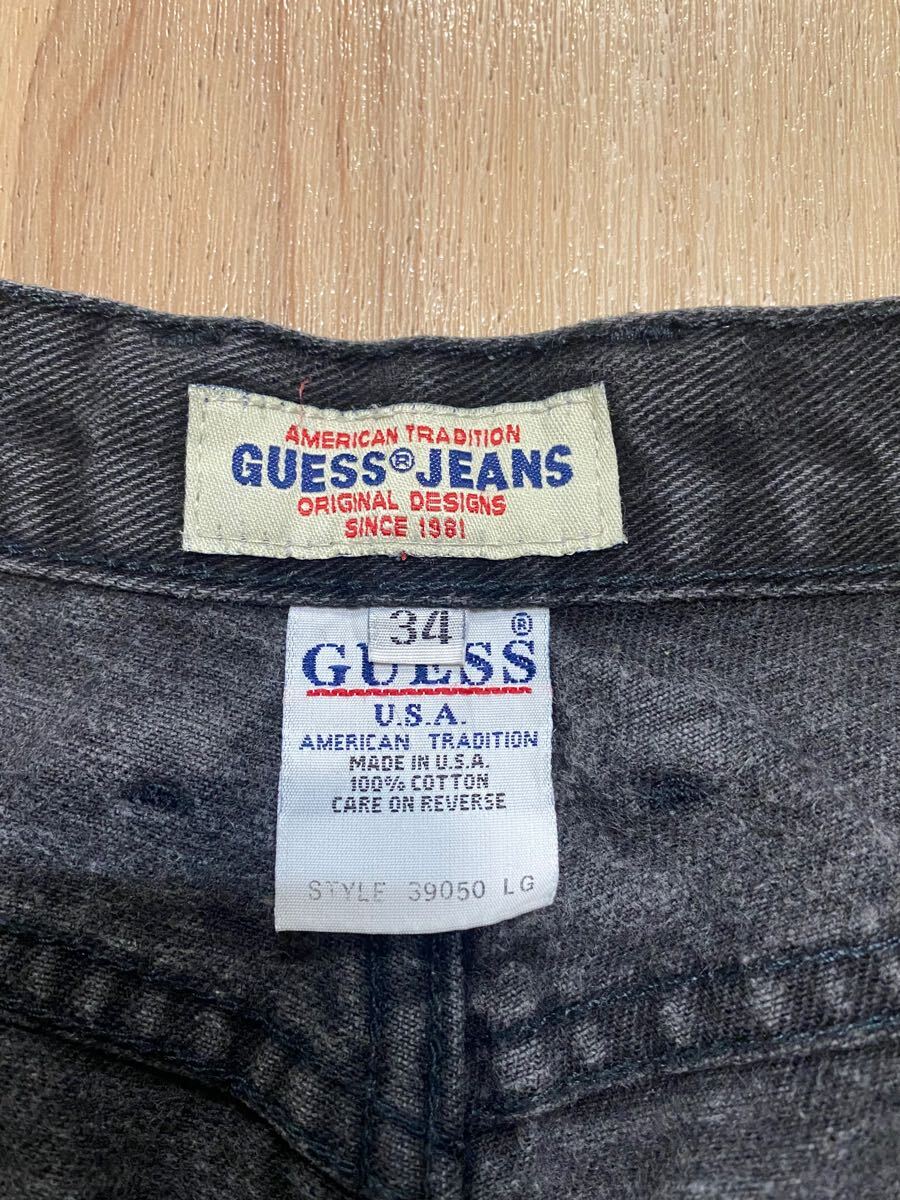 AMERICAN TRADITION
GUESS® JEANS
ORIGINAL DESIGNS
SINCE 1981
34
GUESS®
U.S.A.
AMERICAN TRADITION
MADE IN U.S.A.
100% COTTON
CARE ON REVERSE
STYLE 39050 LG